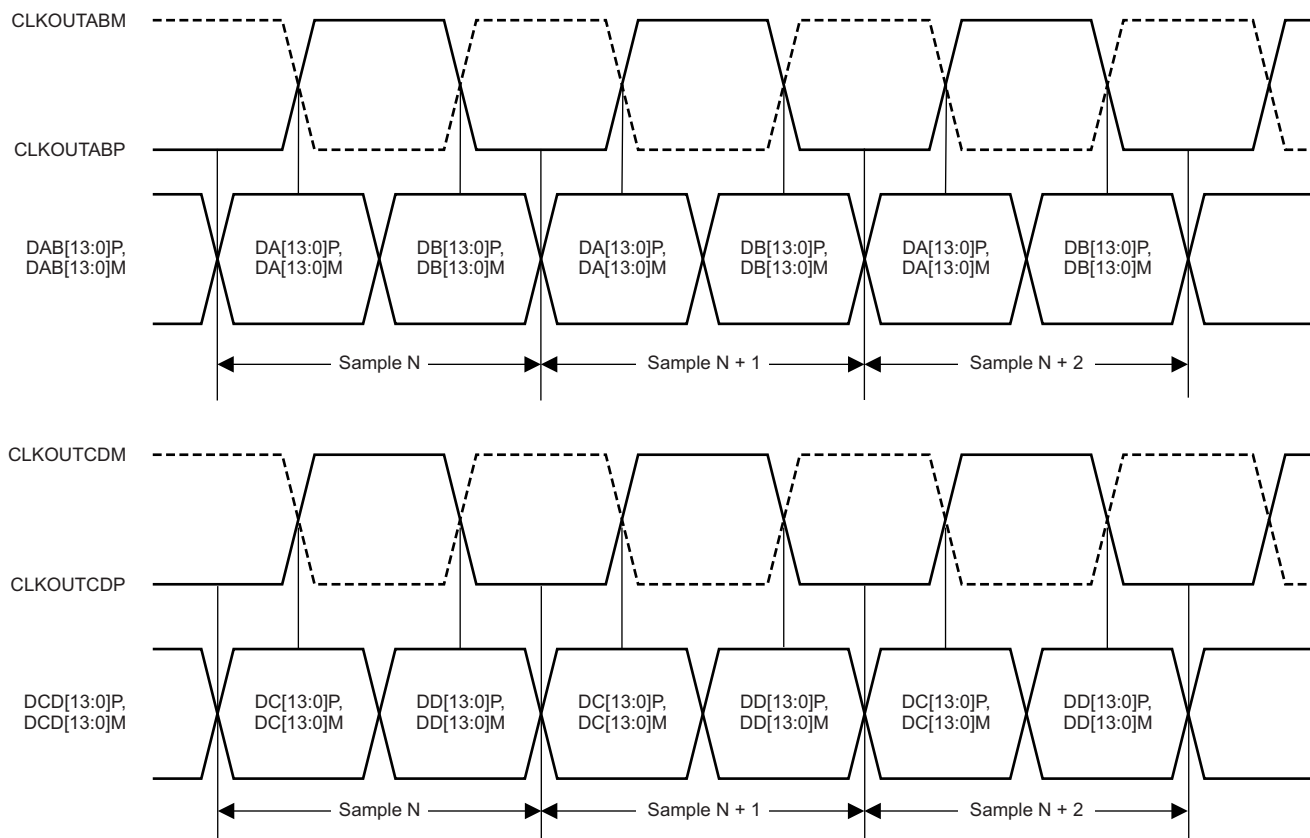 CLKOUTABM
CLKOUTABP
DAB[13:0]P,
DAB[13:0]M
DA[13:0]P,
DA[13:0]M
DB[13:0]P,
DB[13:0]M
DA[13:0]P,
DA[13:0]M
DB[13:0]P,
DB[13:0]M
DA[13:0]P,
DA[13:0]M
DB[13:0]P,
DB[13:0]M
Sample N
Sample N + 1
Sample N + 2
CLKOUTCDM
CLKOUTCDP
DCD[13:0]P,
DCD[13:0]M
DC[13:0]P,
DC[13:0]M
DD[13:0]P,
DD[13:0]M
DC[13:0]P,
DC[13:0]M
DD[13:0]P,
DD[13:0]M
DC[13:0]P,
DC[13:0]M
DD[13:0]P,
DD[13:0]M
Sample N
Sample N + 1
Sample N + 2